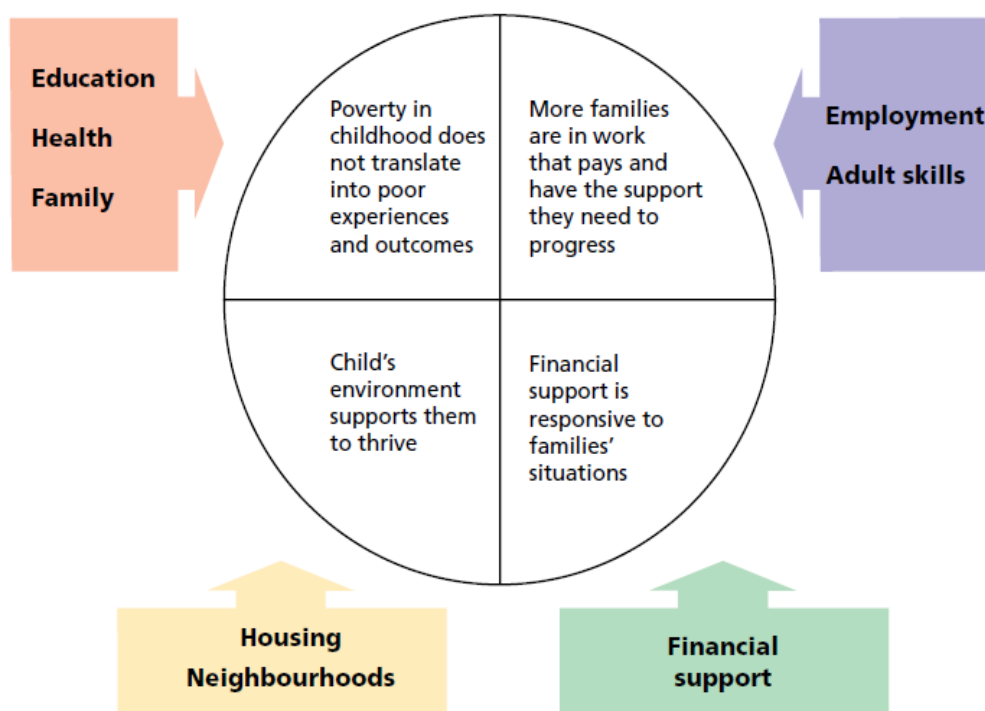 Education
Health
Family
Poverty in
childhood does
not translate
into poor
experiences
and outcomes
More families
are in work
that pays and
have the support
they need to
progress
Employment
Adult skills
Child’s
environment
supports them
to thrive
Financial
support is
responsive to
families’
situations
Housing
Neighbourhoods
Financial
support